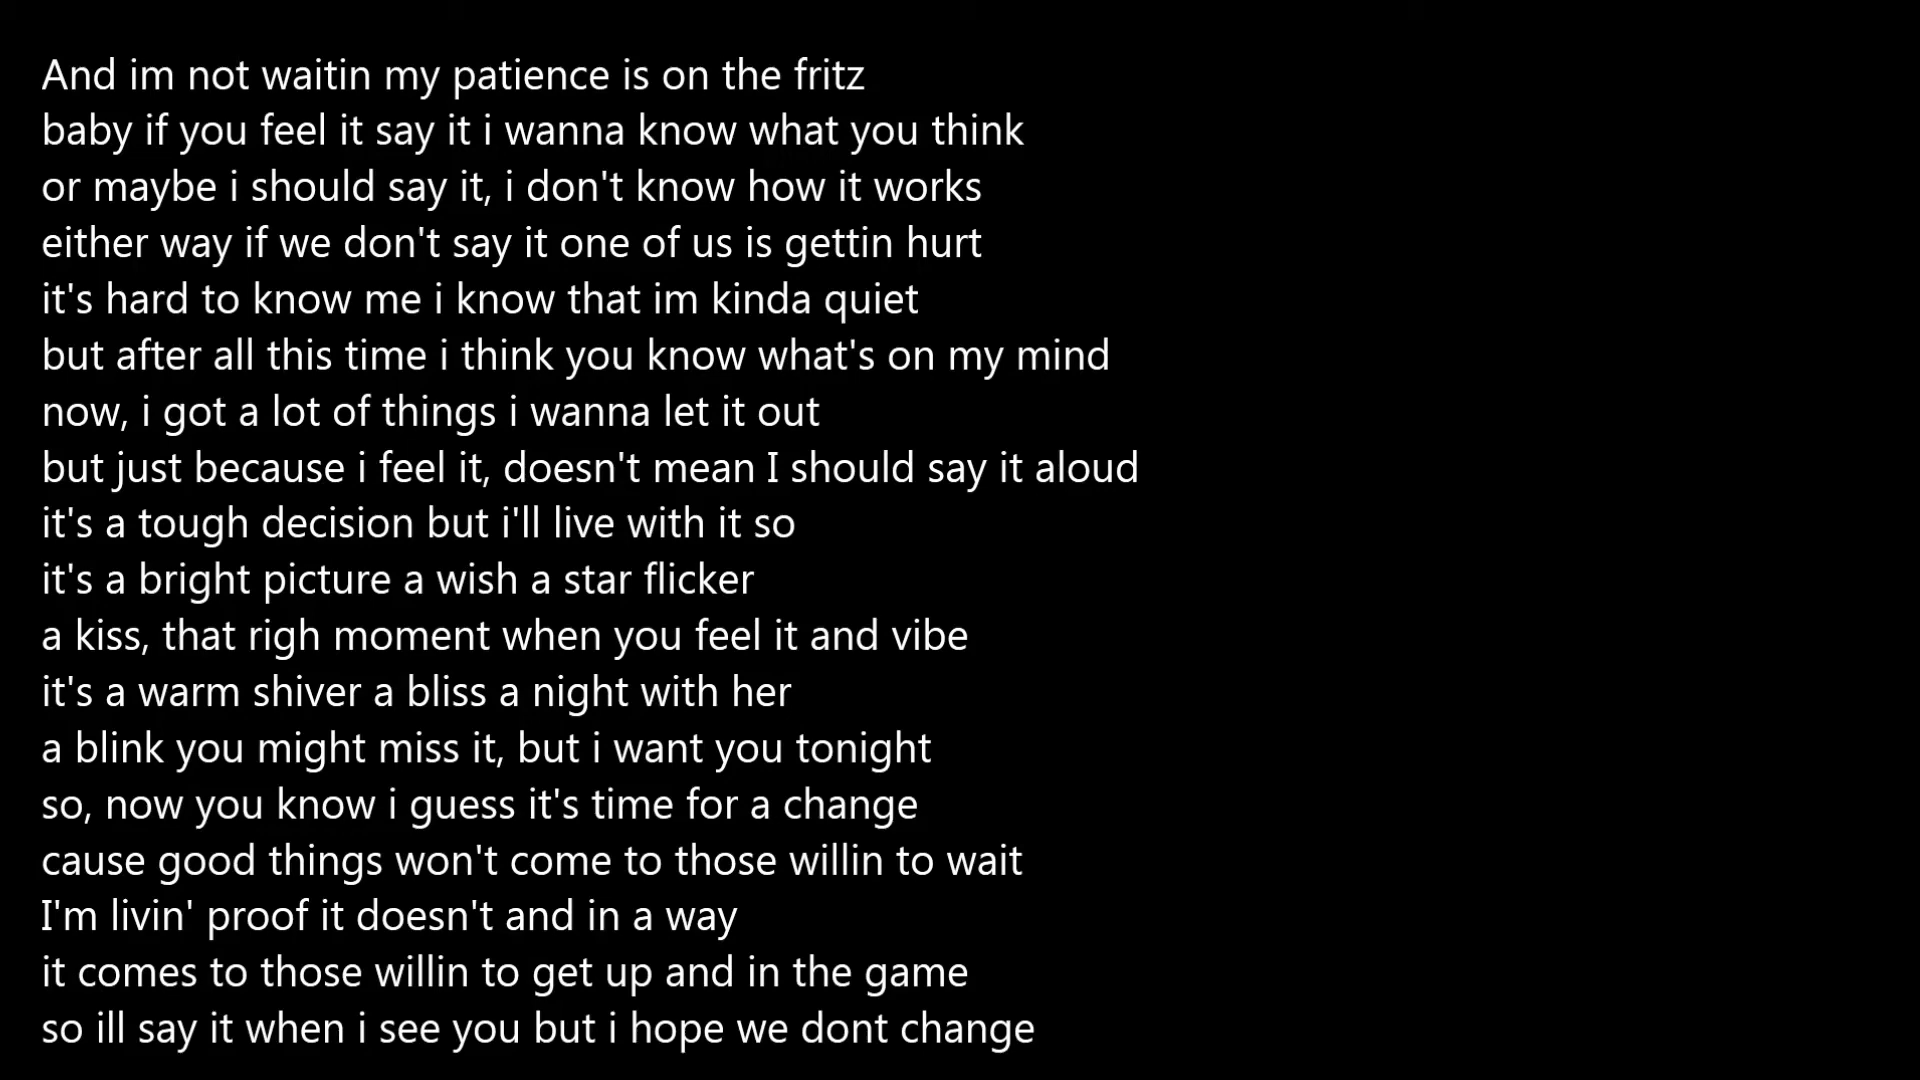 And im not waitin my patience is on the fritz
baby if you feel it say it i wanna know what you think
or maybe i should say it, i don't know how it works
either way if we don't say it one of us is gettin hurt
it's hard to know me i know that im kinda quiet
but after all this time i think you know what's on my mind
now, i got a lot of things i wanna let it out
but just because i feel it, doesn't mean I should say it aloud
it's a tough decision but i'll live with it so
it's a bright picture a wish a star flicker
a kiss, that righ moment when you feel it and vibe
it's a warm shiver a bliss a night with her
a blink you might miss it, but i want you tonight
so, now you know i guess it's time for a change
cause good things won't come to those willin to wait
I'm livin' proof it doesn't and in a way
it comes to those willin to get up and in the game
so ill say it when i see you but i hope we dont change